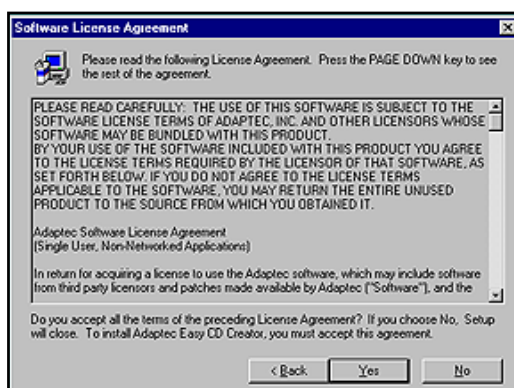 Software License Agreement
Please read the following License Agreement. Press the PAGE DOWN key to see
the rest of the agreement.
PLEASE READ CAREFULLY: THE USE OF THIS SOFTWARE IS SUBJECT TO THE
SOFTWARE LICENSE TERMS OF ADAPTEC, INC. AND OTHER LICENSORS WHOSE
SOFTWARE MAY BE BUNDLED WITH THIS PRODUCT.
BY YOUR USE OF THE SOFTWARE INCLUDED WITH THIS PRODUCT YOU AGREE
TO THE LICENSE TERMS REQUIRED BY THE LICENSOR OF THAT SOFTWARE, AS
SET FORTH BELOW. IF YOU DO NOT AGREE TO THE LICENSE TERMS
APPLICABLE TO THE SOFTWARE, YOU MAY RETURN THE ENTIRE UNUSED
PRODUCT TO THE SOURCE FROM WHICH YOU OBTAINED IT.
Adaptec Software License Agreement
(Single User, Non-Networked Applications)
In return for acquiring a license to use the Adaptec software, which may include software
from third party licensors and patches made available by Adaptec ("Software"), and the
Do you accept all the terms of the preceding License Agreement? If you choose No, Setup
will close. To install Adaptec Easy CD Creator, you must accept this agreement.
< Back Yes No